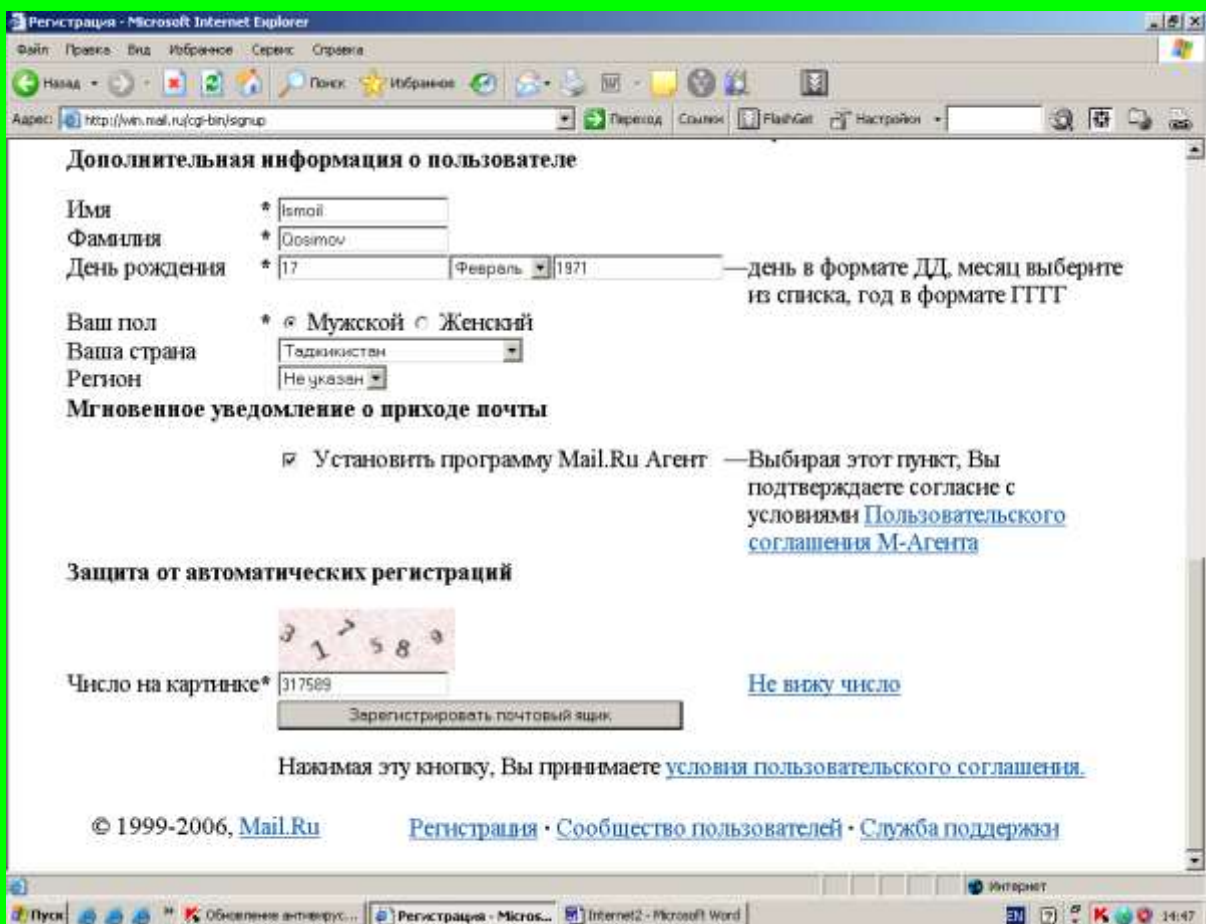 Регистрация - Microsoft Internet Explorer
Файл Правка Вид Избранное Сервис Справка
Назад Поиск Избранное
Адрес: http://win.mail.ru/cgi-bin/signup Переход Ссылки FlashGet Настройки
Дополнительная информация о пользователе
Имя * Ismoil
Фамилия * Qosimov
День рождения * 17 Февраль 1971 —день в формате ДД, месяц выберите
из списка, год в формате ГГГГ
Ваш пол * Мужской Женский
Ваша страна Таджикистан
Регион Не указан
Мгновенное уведомление о приходе почты
Установить программу Mail.Ru Агент —Выбирая этот пункт, Вы
подтверждаете согласие с
условиями Пользовательского
соглашения М-Агента
Защита от автоматических регистраций
3 1 7 5 8 9
Число на картинке* 317589 Не вижу число
Зарегистрировать почтовый ящик
Нажимая эту кнопку, Вы принимаете условия пользовательского соглашения.
© 1999-2006, Mail.Ru Регистрация · Сообщество пользователей · Служба поддержки
Интернет
Пуск » Обновление антивирус... Регистрация - Micros... Internet2 - Microsoft Word EN 14:47